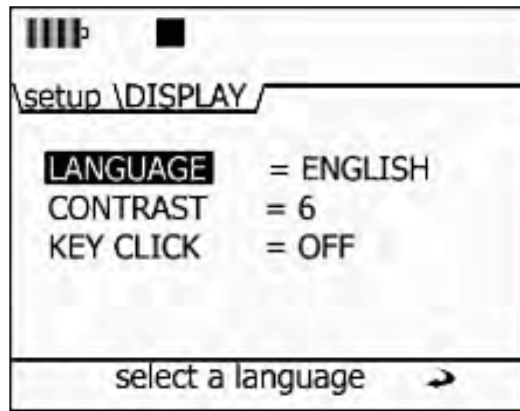 \setup \DISPLAY /
LANGUAGE = ENGLISH
CONTRAST = 6
KEY CLICK = OFF
select a language